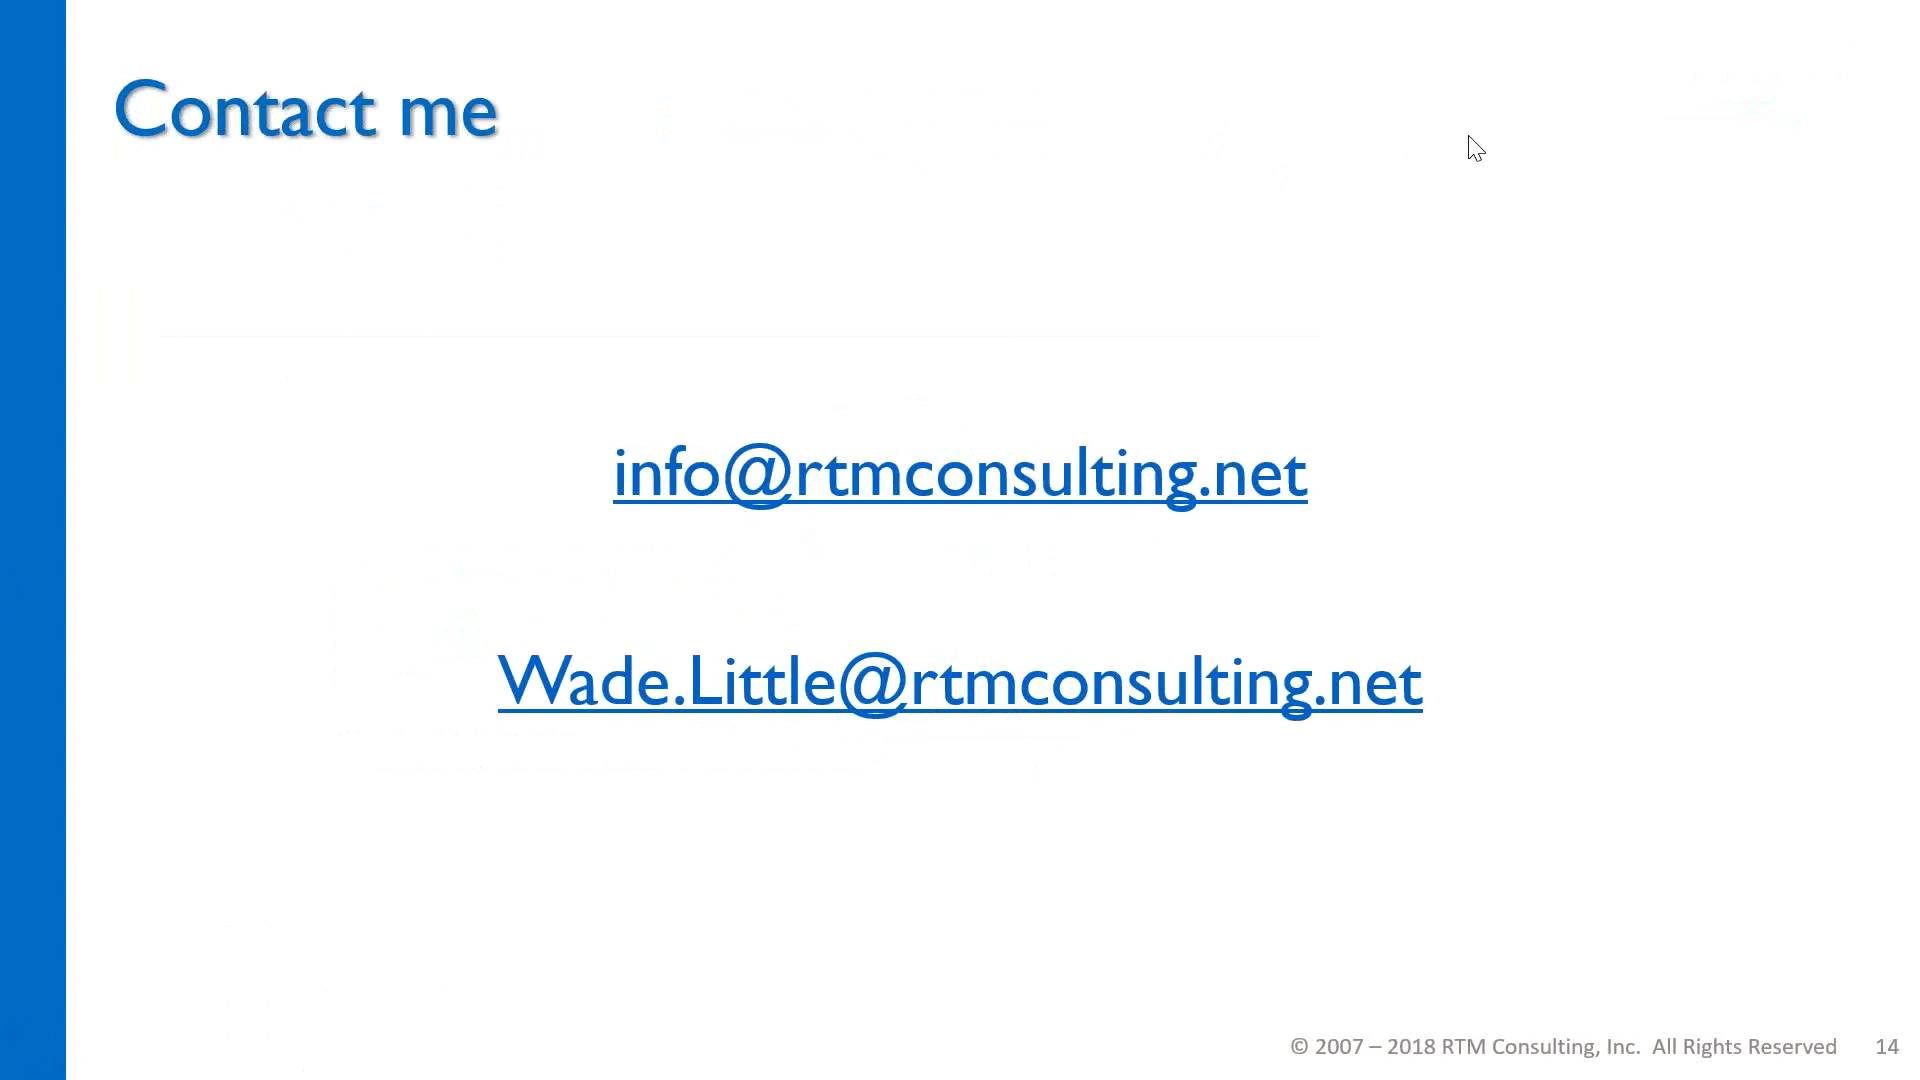 Contact me
info@rtmconsulting.net
Wade.Little@rtmconsulting.net
© 2007 – 2018 RTM Consulting, Inc. All Rights Reserved 14